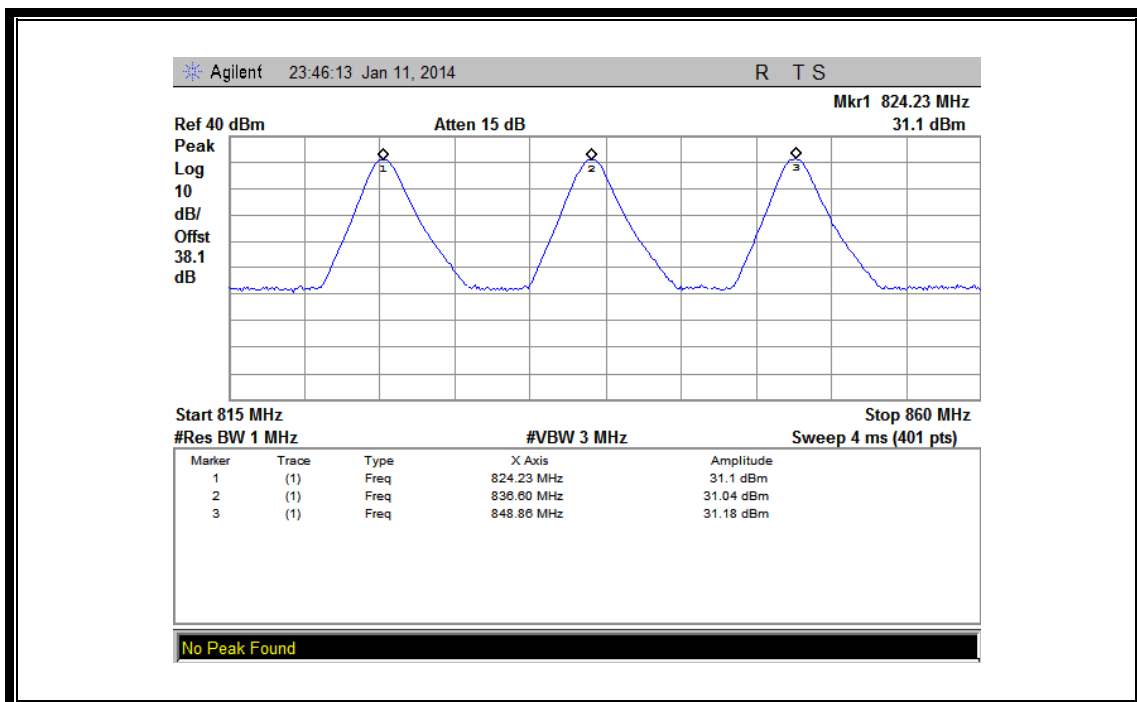 Agilent 23:46:13 Jan 11, 2014 R T S
Mkr1 824.23 MHz
Ref 40 dBm Atten 15 dB 31.1 dBm
Peak
Log
10
dB/
Offst
38.1
dB
1 2 3
Start 815 MHz Stop 860 MHz
#Res BW 1 MHz #VBW 3 MHz Sweep 4 ms (401 pts)
Marker Trace Type X Axis Amplitude
1 (1) Freq 824.23 MHz 31.1 dBm
2 (1) Freq 836.60 MHz 31.04 dBm
3 (1) Freq 848.86 MHz 31.18 dBm
No Peak Found